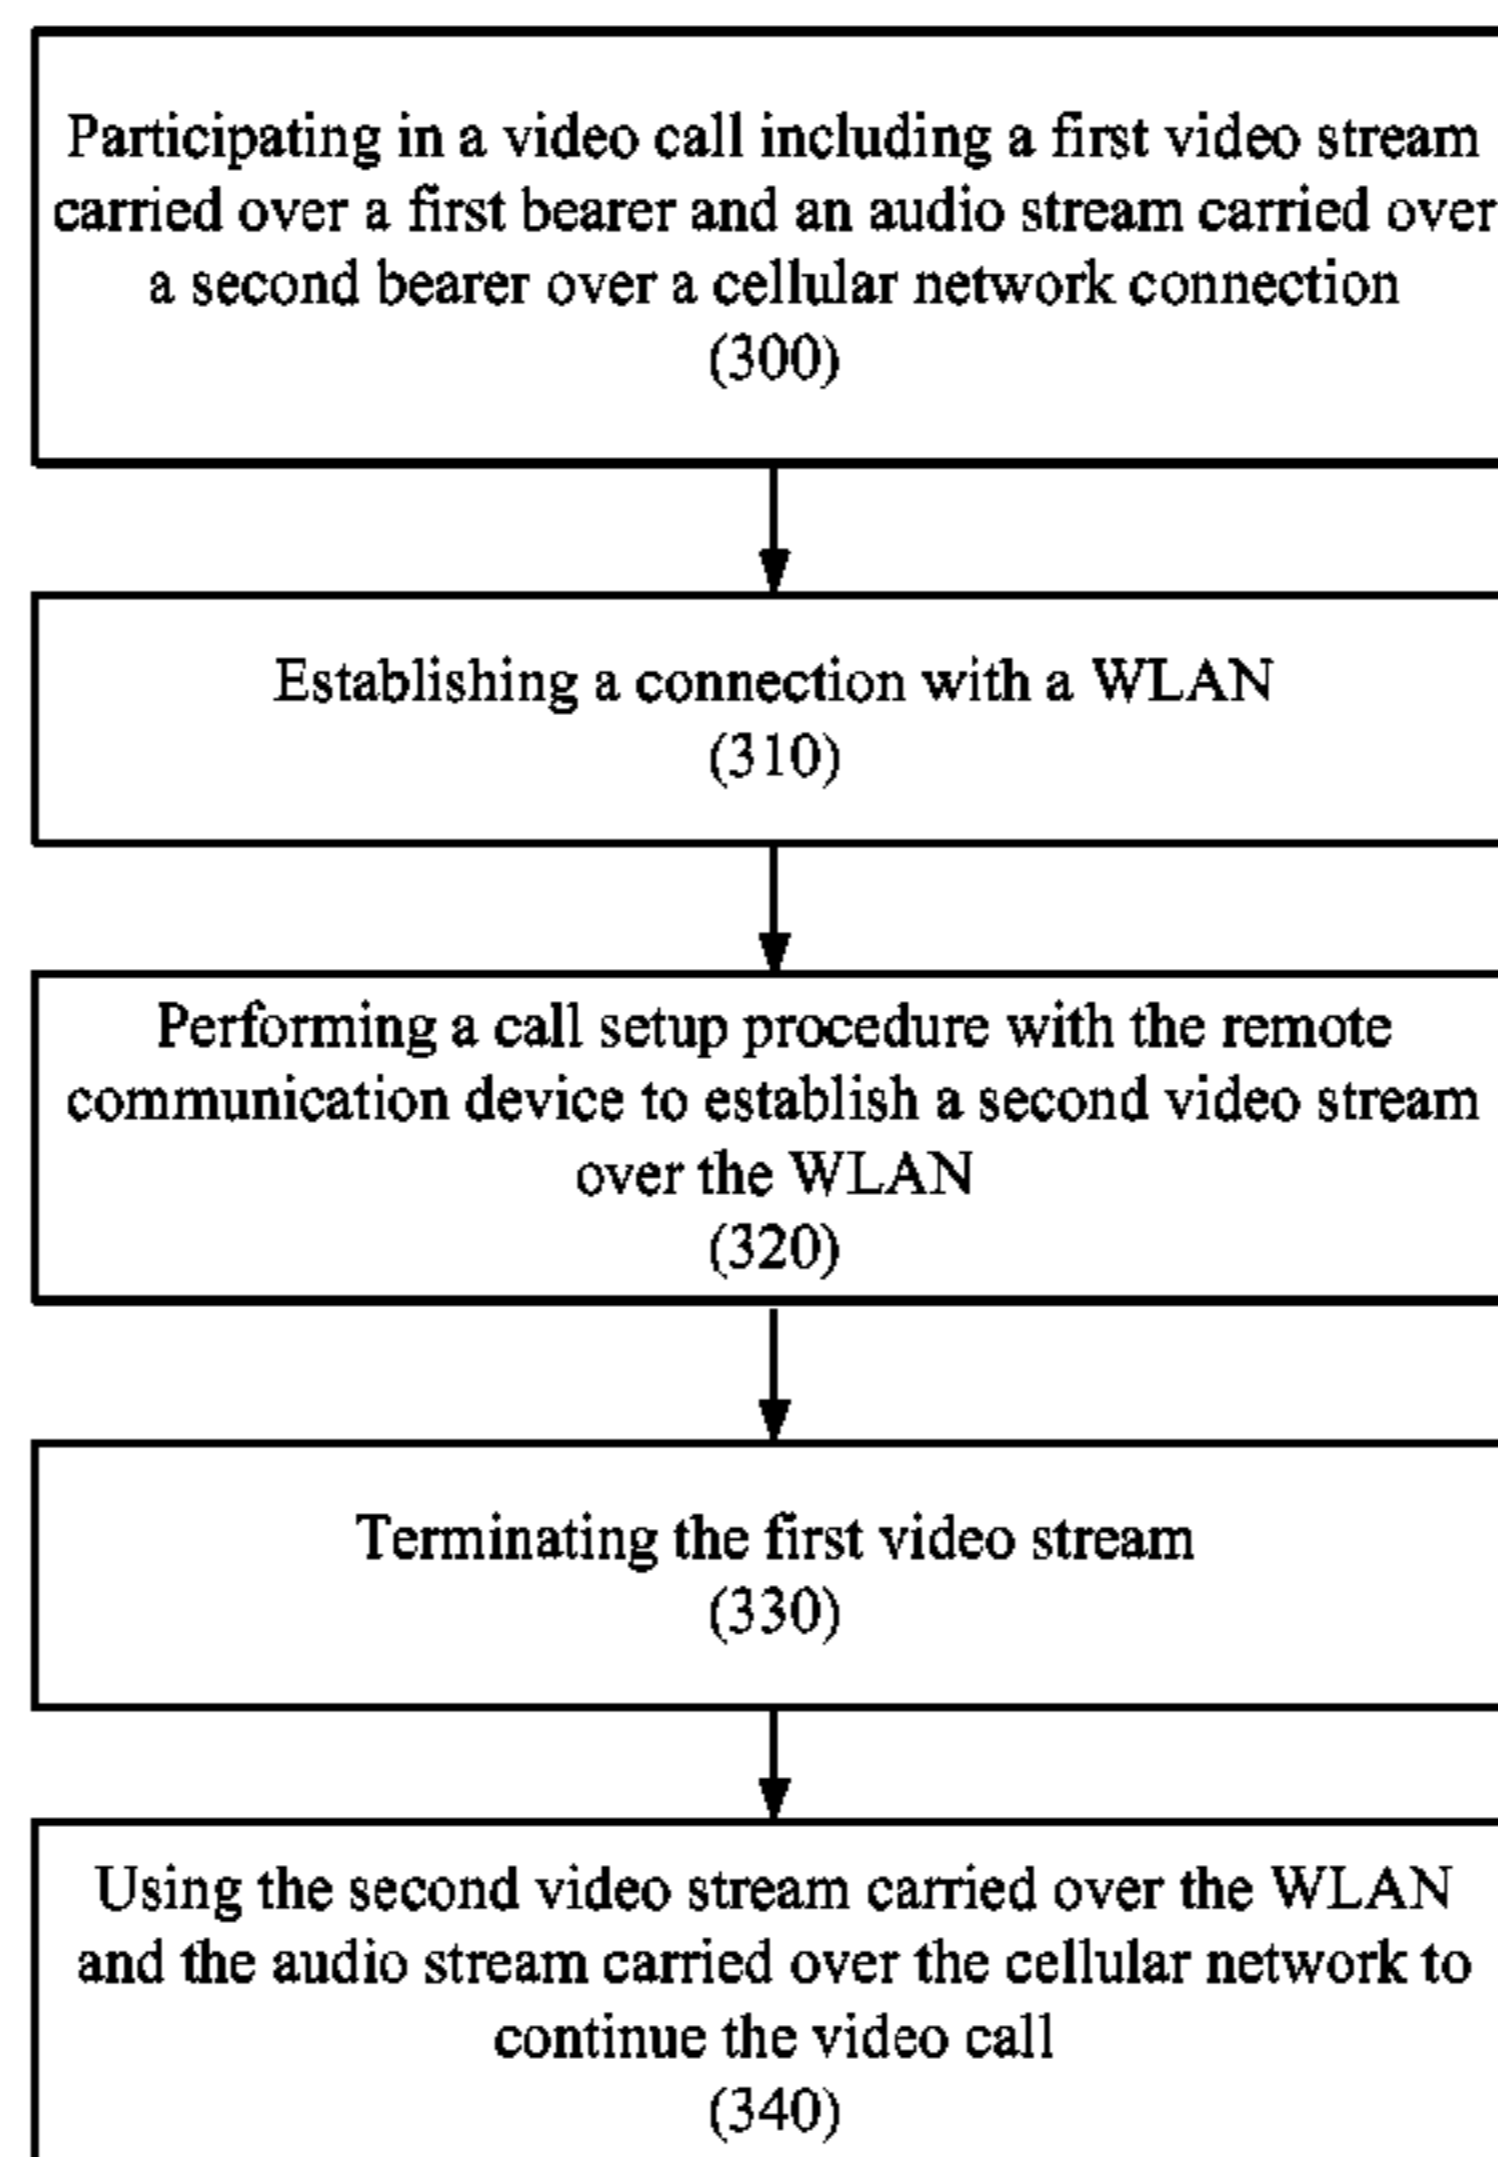 Participating in a video call including a first video stream
carried over a first bearer and an audio stream carried over
a second bearer over a cellular network connection
(300)
Establishing a connection with a WLAN
(310)
Performing a call setup procedure with the remote
communication device to establish a second video stream
over the WLAN
(320)
Terminating the first video stream
(330)
Using the second video stream carried over the WLAN
and the audio stream carried over the cellular network to
continue the video call
(340)